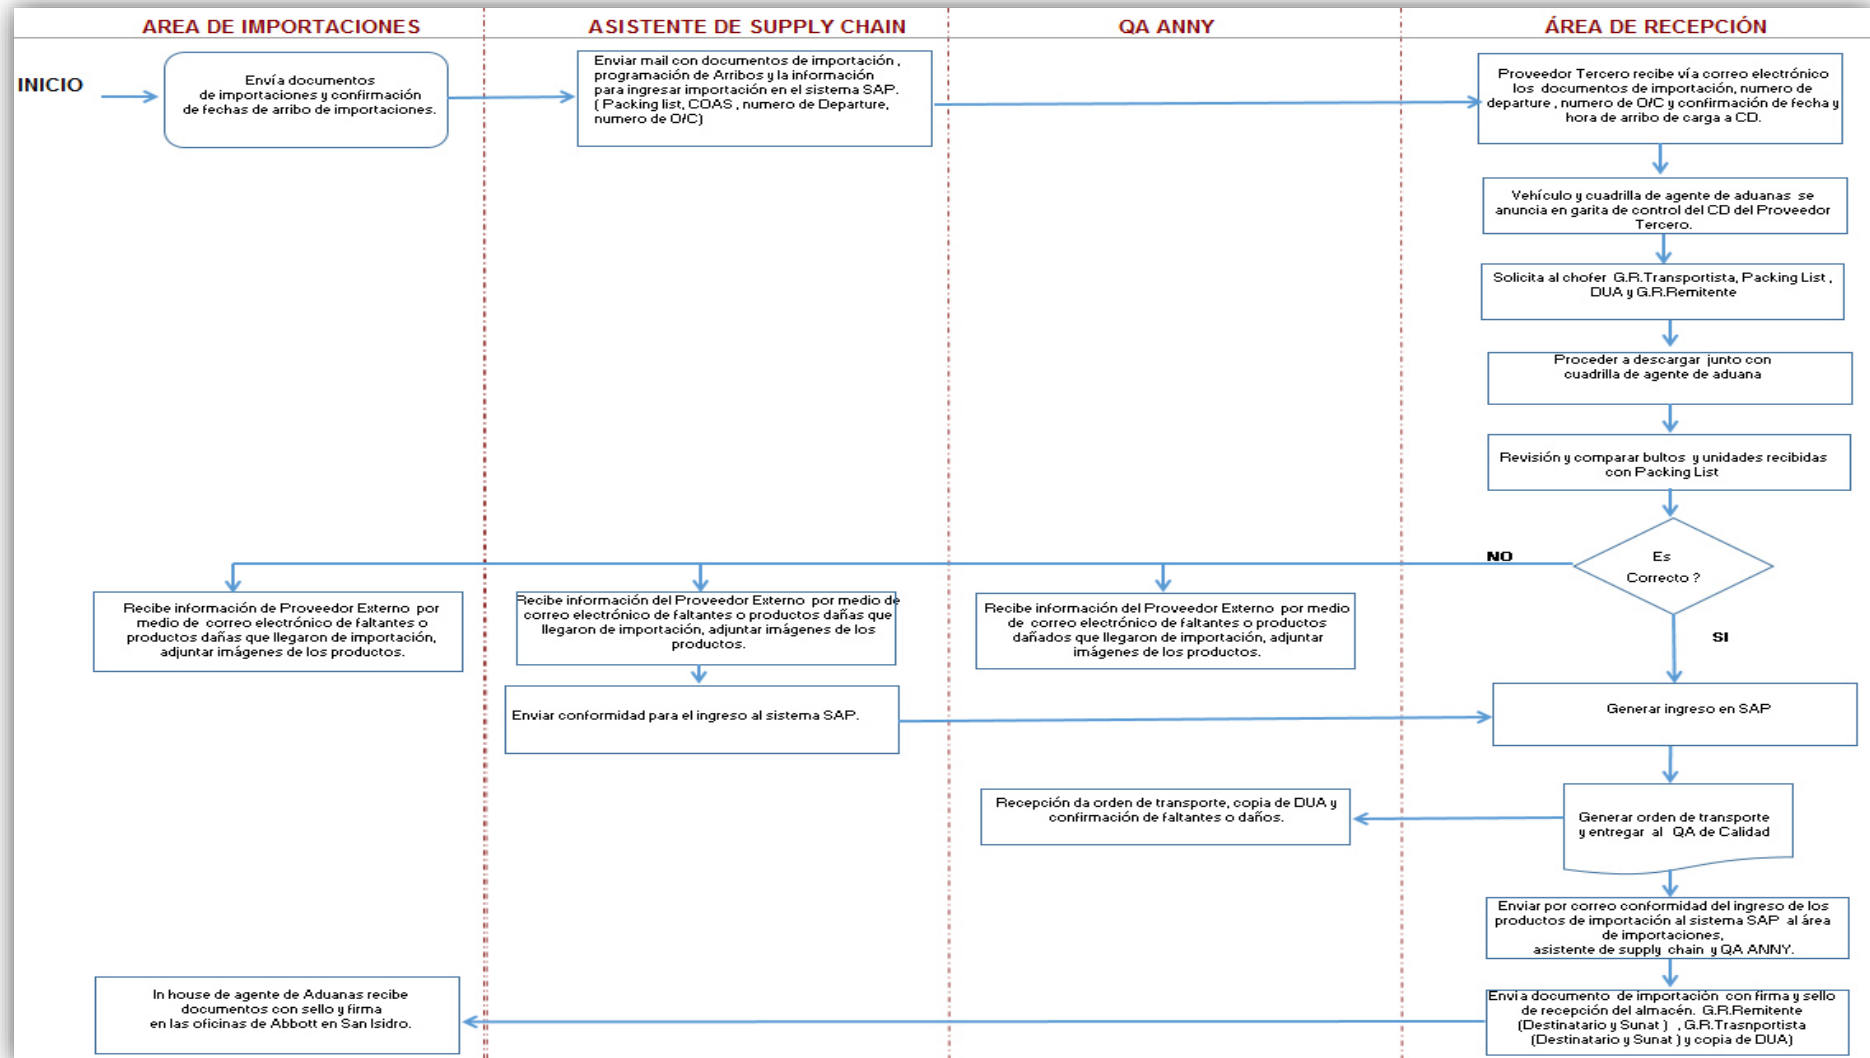 AREA DE IMPORTACIONES
ASISTENTE DE SUPPLY CHAIN
QA ANNY
ÁREA DE RECEPCIÓN
INICIO
Envía documentos
de importaciones y confirmación
de fechas de arribo de importaciones.
Enviar mail con documentos de importación ,
programación de Arribos y la información
para ingresar importación en el sistema SAP.
( Packing list, COAS , numero de Departure,
numero de O/C)
Proveedor Tercero recibe vía correo electrónico
los documentos de importación, numero de
departure , numero de O/C y confirmación de fecha y
hora de arribo de carga a CD.
Vehículo y cuadrilla de agente de aduanas se
anuncia en garita de control del CD del Proveedor
Tercero.
Solicita al chofer G.R.Transportista, Packing List ,
DUA y G.R.Remitente
Proceder a descargar junto con
cuadrilla de agente de aduana
Revisión y comparar bultos y unidades recibidas
con Packing List
NO
Es
Correcto ?
SI
Recibe información de Proveedor Externo por
medio de correo electrónico de faltantes o
productos dañas que llegaron de importación,
adjuntar imágenes de los productos.
Recibe información del Proveedor Externo por medio de
correo electrónico de faltantes o productos dañas que
llegaron de importación, adjuntar imágenes de los
productos.
Recibe información del Proveedor Externo por medio
de correo electrónico de faltantes o productos
dañados que llegaron de importación, adjuntar
imágenes de los productos.
Enviar conformidad para el ingreso al sistema SAP.
Generar ingreso en SAP
Recepción da orden de transporte, copia de DUA y
confirmación de faltantes o daños.
Generar orden de transporte
y entregar al QA de Calidad
Enviar por correo conformidad del ingreso de los
productos de importación al sistema SAP al área
de importaciones,
asistente de supply chain y QA ANNY.
In house de agente de Aduanas recibe
documentos con sello y firma
en las oficinas de Abbott en San Isidro.
Envia documento de importación con firma y sello
de recepción del almacén. G.R.Remitente
(Destinatario y Sunat ) , G.R.Trasnportista
(Destinatario y Sunat ) y copia de DUA)